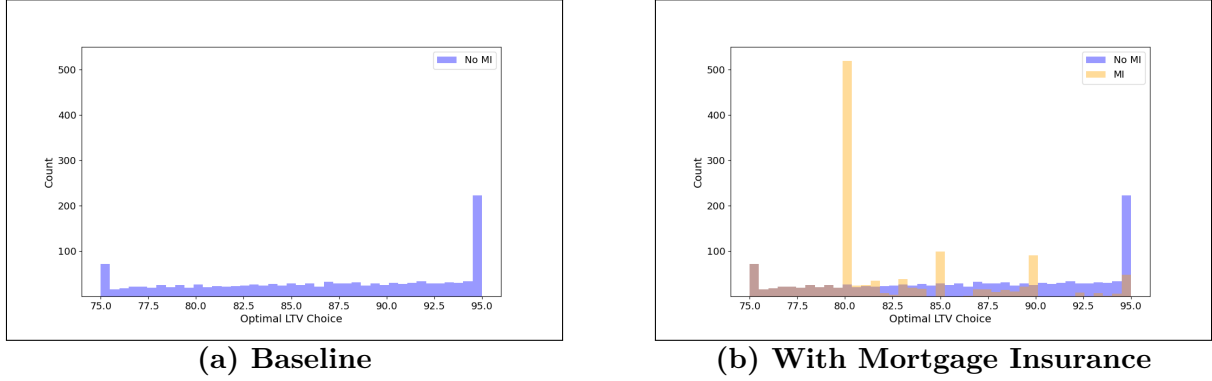 No MI
500
400
300
200
100
Count
75.0 77.5 80.0 82.5 85.0 87.5 90.0 92.5 95.0
Optimal LTV Choice
(a) Baseline
No MI
MI
500
400
300
200
100
Count
75.0 77.5 80.0 82.5 85.0 87.5 90.0 92.5 95.0
Optimal LTV Choice
(b) With Mortgage Insurance